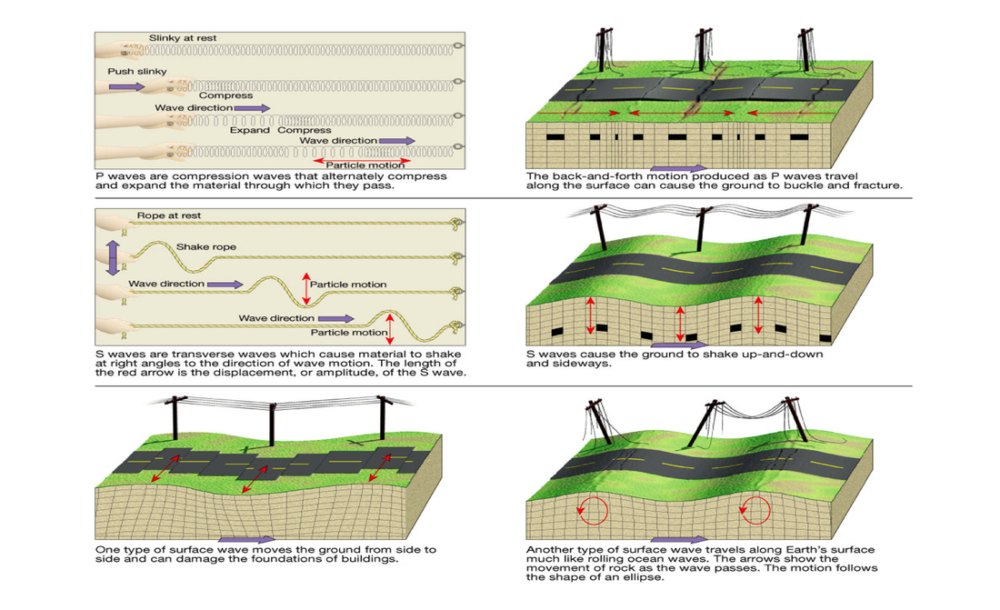 Slinky at rest
Push slinky
Compress
Wave direction
Expand Compress
Wave direction
Particle motion
P waves are compression waves that alternately compress
and expand the material through which they pass.
The back-and-forth motion produced as P waves travel
along the surface can cause the ground to buckle and fracture.
Rope at rest
Shake rope
Wave direction
Particle motion
Wave direction
Particle motion
S waves are transverse waves which cause material to shake
at right angles to the direction of wave motion. The length of
the red arrow is the displacement, or amplitude, of the S wave.
S waves cause the ground to shake up-and-down
and sideways.
One type of surface wave moves the ground from side to
side and can damage the foundations of buildings.
Another type of surface wave travels along Earth's surface
much like rolling ocean waves. The arrows show the
movement of rock as the wave passes. The motion follows
the shape of an ellipse.